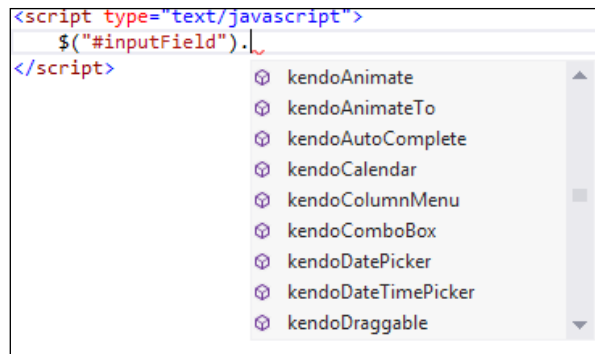 <script type="text/javascript">
$("#inputField").
</script>
kendoAnimate
kendoAnimateTo
kendoAutoComplete
kendoCalendar
kendoColumnMenu
kendoComboBox
kendoDatePicker
kendoDateTimePicker
kendoDraggable